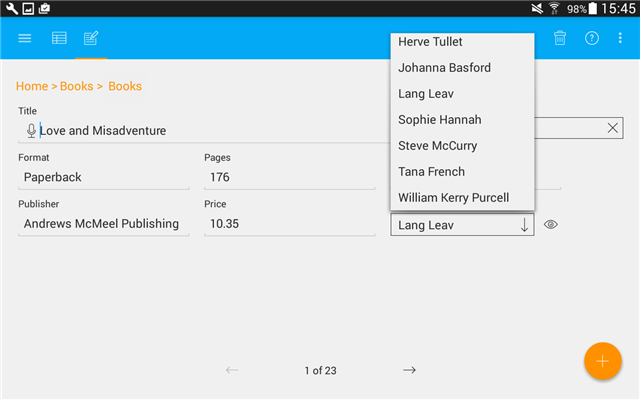 98% 15:45
Home > Books > Books
Title
Love and Misadventure
Format
Paperback
Pages
176
Publisher
Andrews McMeel Publishing
Price
10.35
Herve Tullet
Johanna Basford
Lang Leav
Sophie Hannah
Steve McCurry
Tana French
William Kerry Purcell
Lang Leav
1 of 23